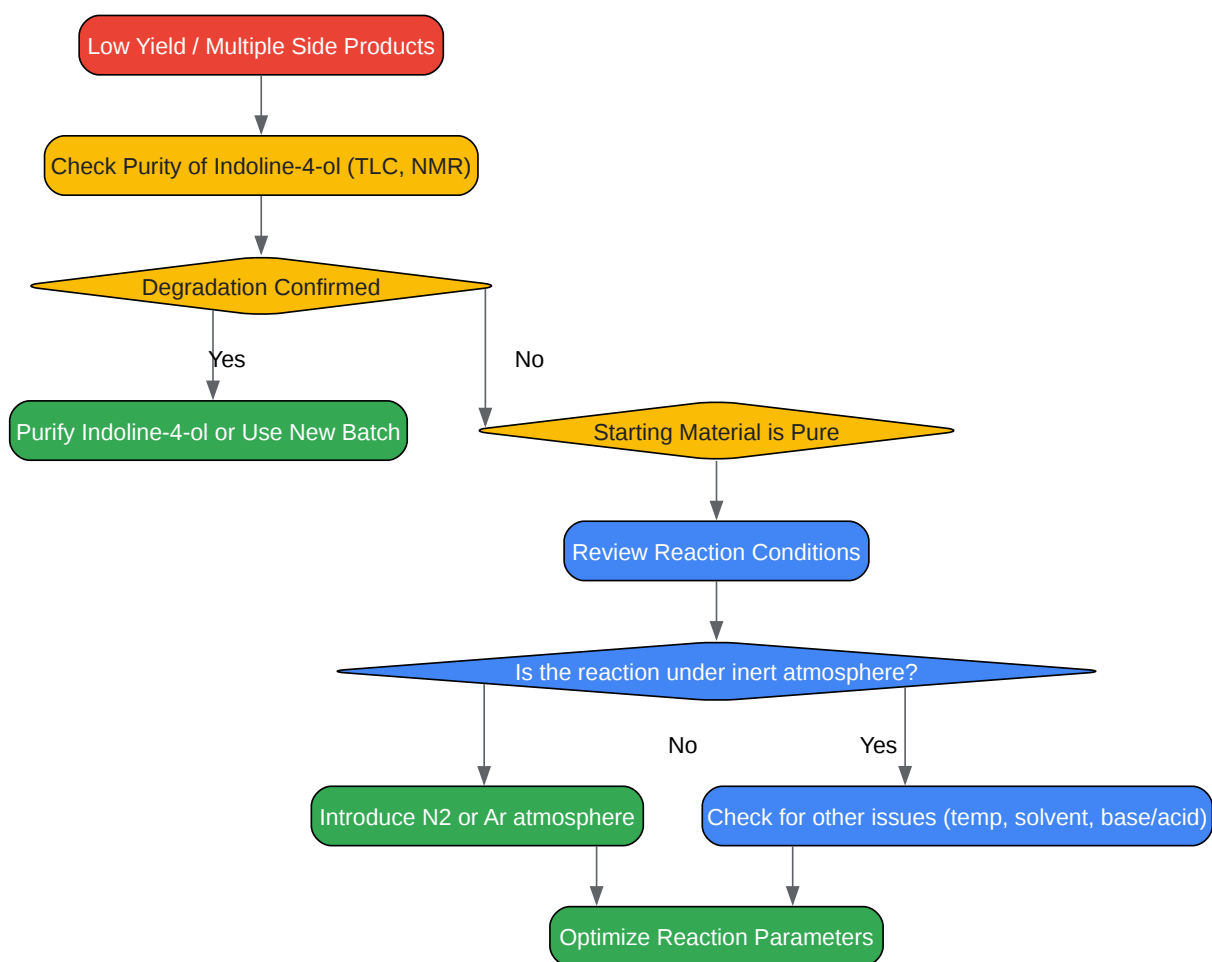 Low Yield / Multiple Side Products
Check Purity of Indoline-4-ol (TLC, NMR)
Degradation Confirmed
Yes
No
Purify Indoline-4-ol or Use New Batch
Starting Material is Pure
Review Reaction Conditions
Is the reaction under inert atmosphere?
No
Yes
Introduce N2 or Ar atmosphere
Check for other issues (temp, solvent, base/acid)
Optimize Reaction Parameters